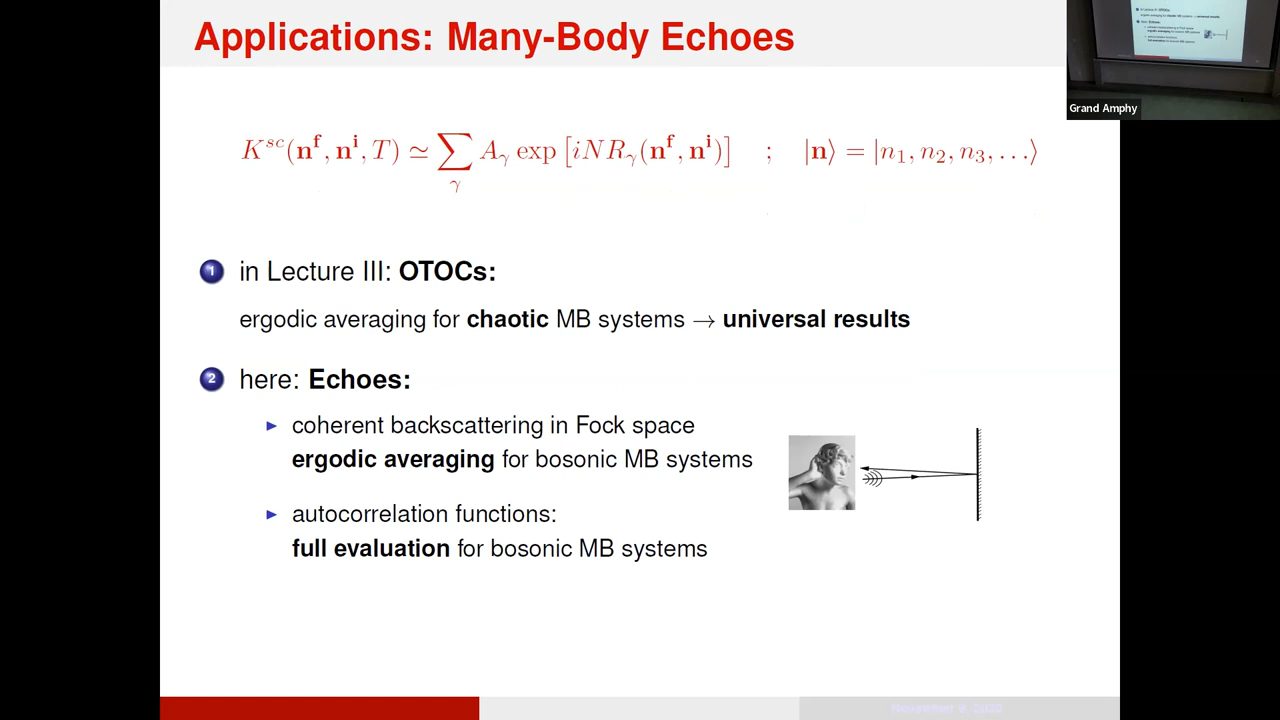 Applications: Many-Body Echoes
Grand Amphy
K^{sc}(n^f, n^i, T) ≃ ∑_γ A_γ exp [iNR_γ(n^f, n^i)] ; |n⟩ = |n_1, n_2, n_3, …⟩
1 in Lecture III: OTOCs:
ergodic averaging for chaotic MB systems → universal results
2 here: Echoes:
▶ coherent backscattering in Fock space
ergodic averaging for bosonic MB systems
▶ autocorrelation functions:
full evaluation for bosonic MB systems